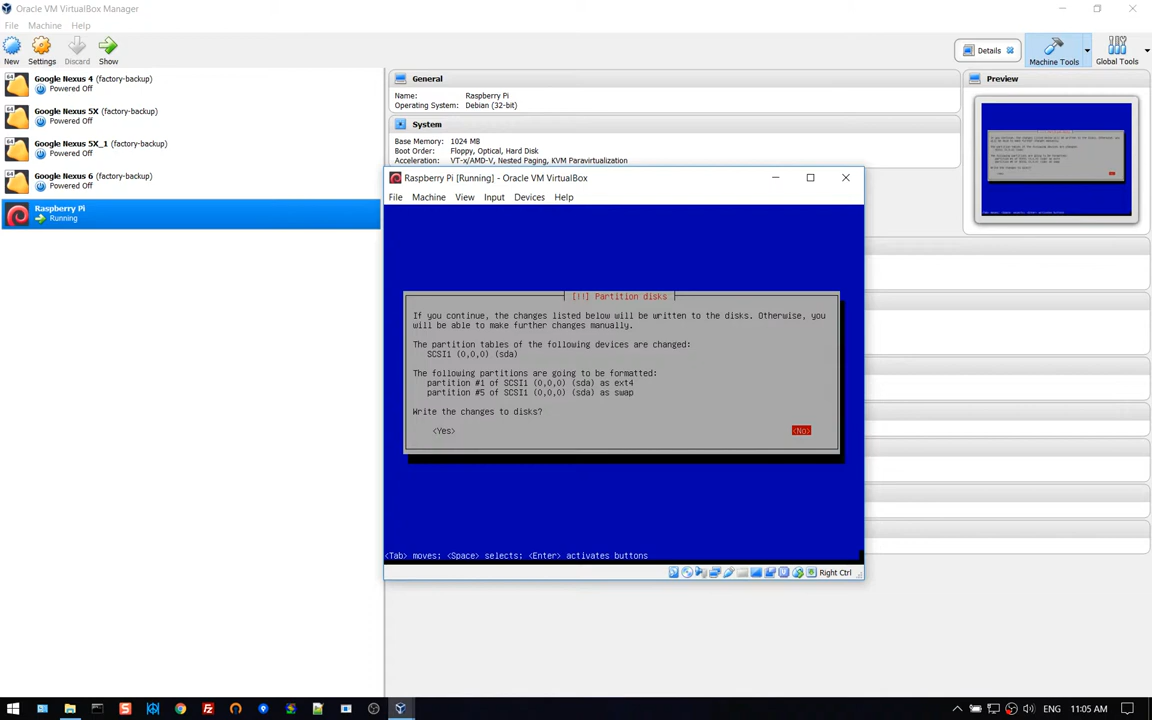 Oracle VM VirtualBox Manager
File Machine Help
New Settings Discard Show
Details Machine Tools Global Tools
64 Google Nexus 4 (factory-backup)
Powered Off
64 Google Nexus 5X (factory-backup)
Powered Off
64 Google Nexus 5X_1 (factory-backup)
Powered Off
64 Google Nexus 6 (factory-backup)
Powered Off
Raspberry Pi
Running
General
Name: Raspberry Pi
Operating System: Debian (32-bit)
System
Base Memory: 1024 MB
Boot Order: Floppy, Optical, Hard Disk
Acceleration: VT-x/AMD-V, Nested Paging, KVM Paravirtualization
Preview
Raspberry Pi [Running] - Oracle VM VirtualBox
File Machine View Input Devices Help
[!!] Partition disks
If you continue, the changes listed below will be written to the disks. Otherwise, you
will be able to make further changes manually.
The partition tables of the following devices are changed:
SCSI1 (0,0,0) (sda)
The following partitions are going to be formatted:
partition #1 of SCSI1 (0,0,0) (sda) as ext4
partition #5 of SCSI1 (0,0,0) (sda) as swap
Write the changes to disks?
<Yes> <No>
<Tab> moves; <Space> selects; <Enter> activates buttons
Right Ctrl
ENG 11:05 AM